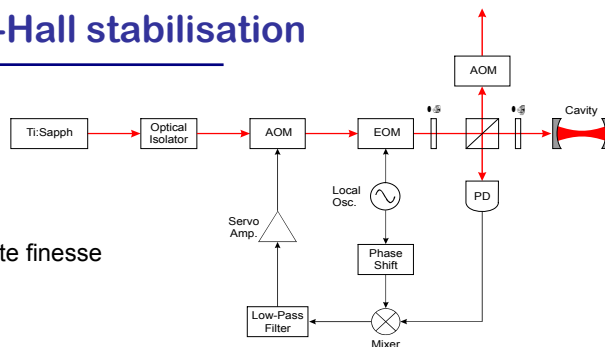 -Hall stabilisation
AOM
Cavity
Ti:Sapph
Optical
Isolator
AOM
EOM
Local
Osc.
PD
Servo
Amp.
te finesse
Phase
Shift
Low-Pass
Filter
Mixer